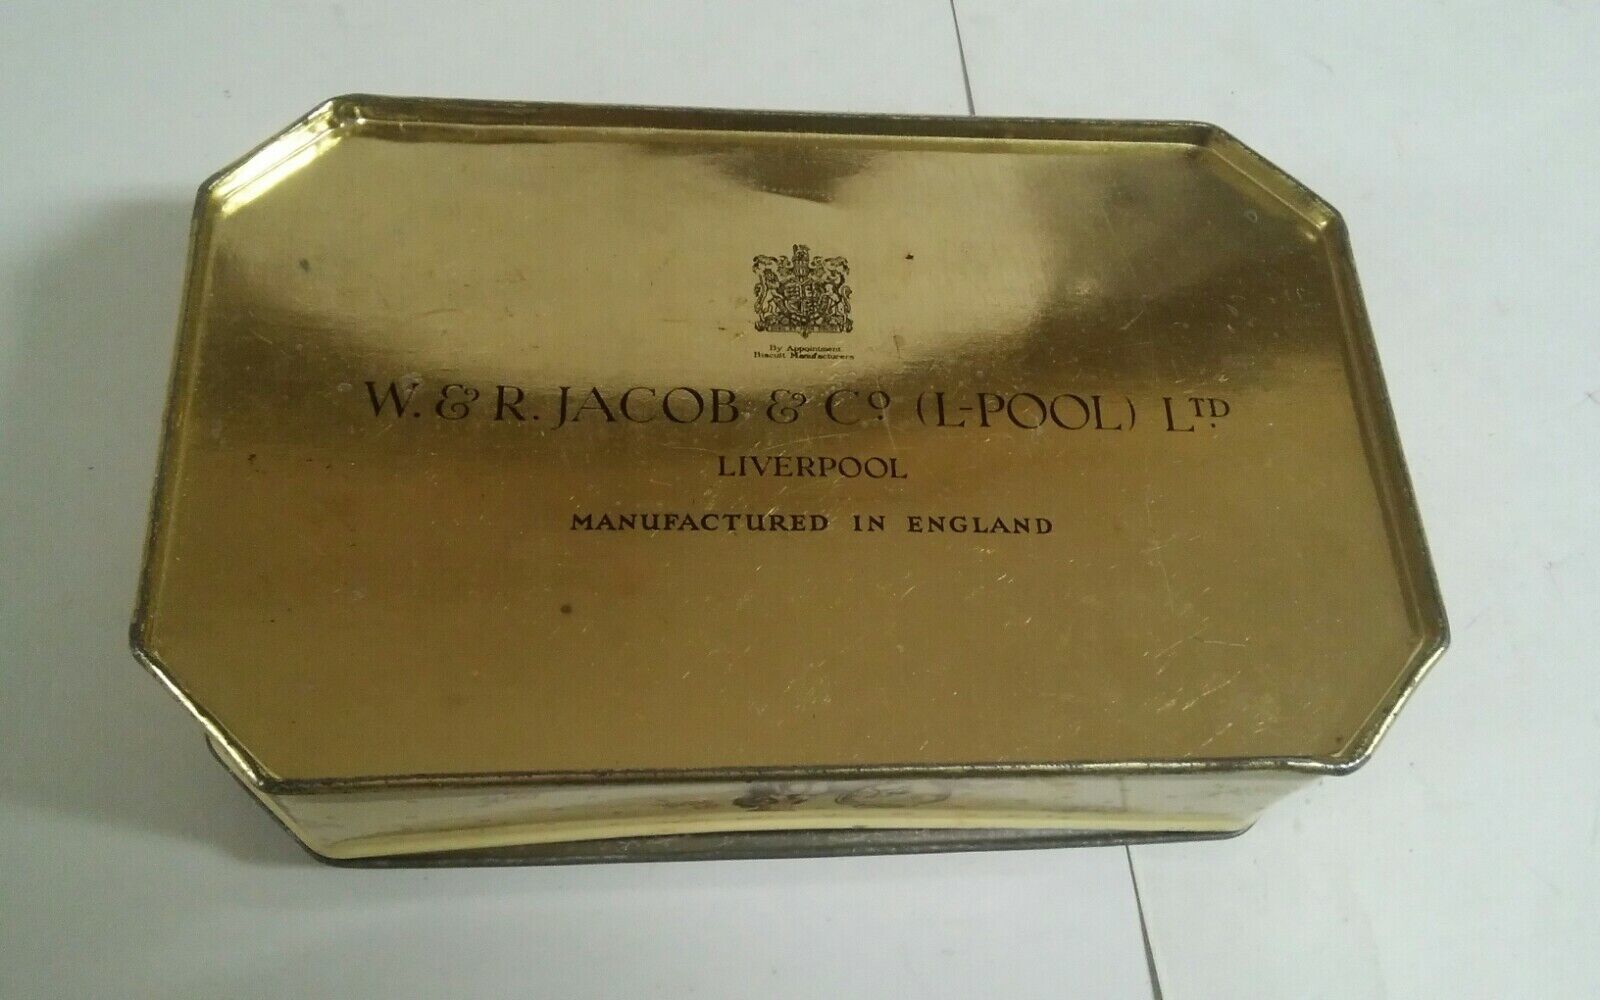 By Appointment
Biscuit Manufacturers
W. & R. JACOB & Cº (L-POOL) LTD
LIVERPOOL
MANUFACTURED IN ENGLAND